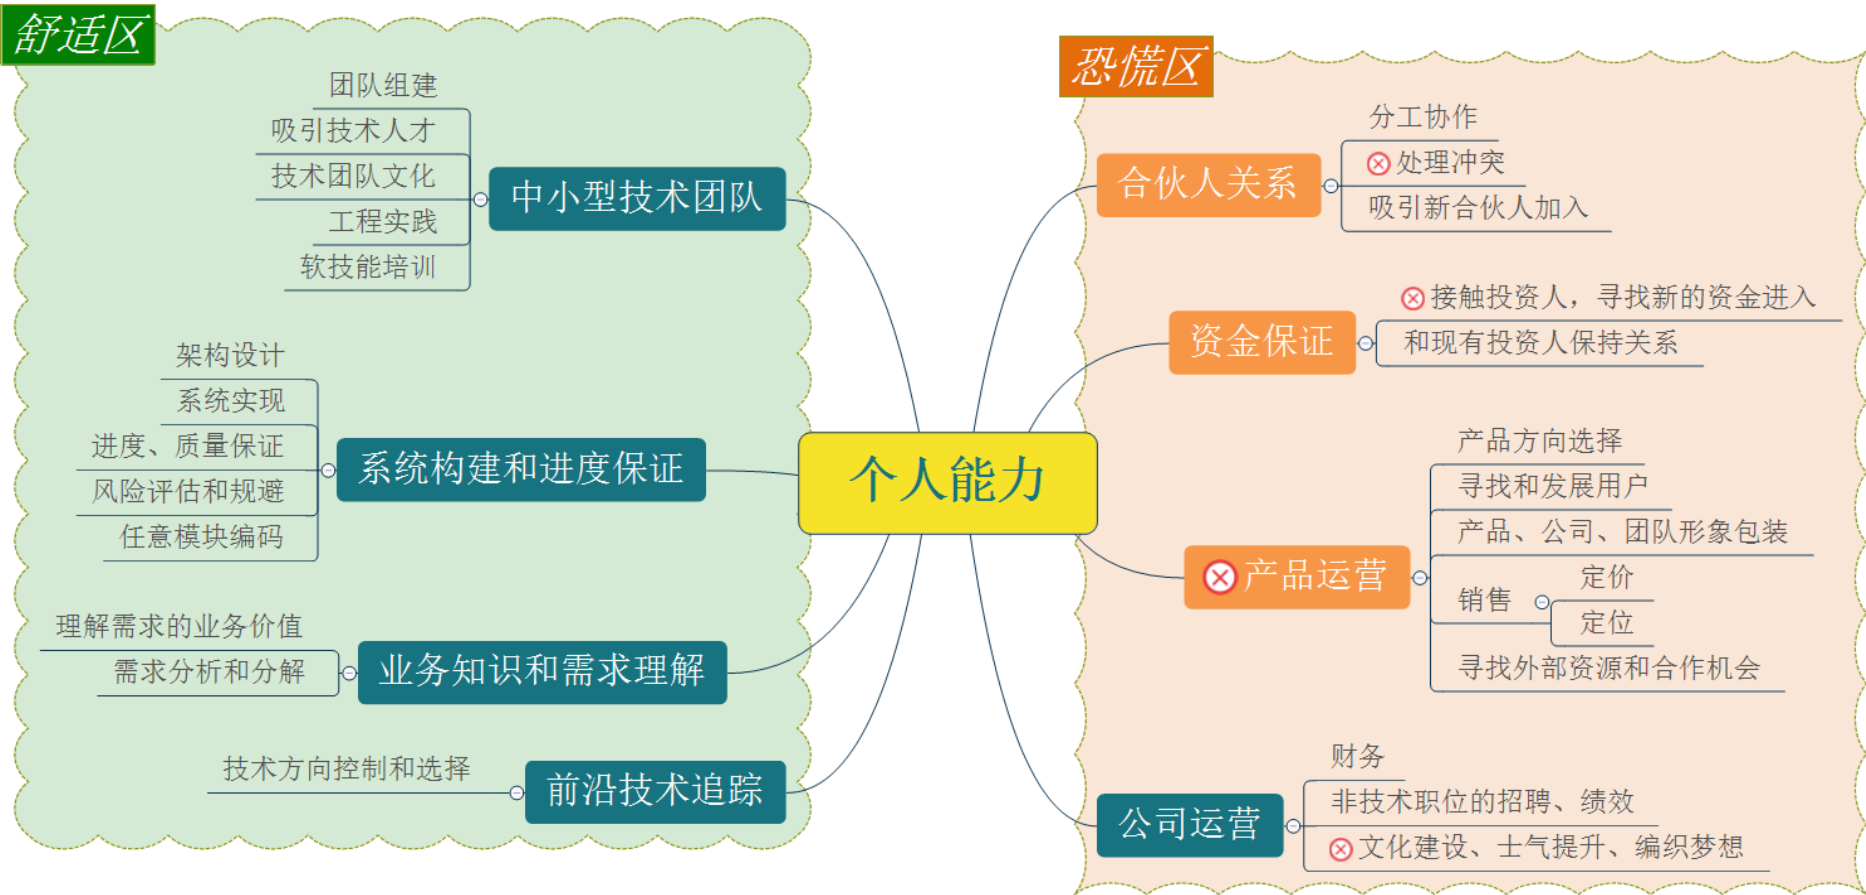 舒适区
团队组建
吸引技术人才
技术团队文化
工程实践
软技能培训
中小型技术团队
架构设计
系统实现
进度、质量保证
风险评估和规避
任意模块编码
系统构建和进度保证
理解需求的业务价值
需求分析和分解
业务知识和需求理解
技术方向控制和选择
前沿技术追踪
个人能力
恐慌区
合伙人关系
分工协作
处理冲突
吸引新合伙人加入
资金保证
接触投资人，寻找新的资金进入
和现有投资人保持关系
产品运营
产品方向选择
寻找和发展用户
产品、公司、团队形象包装
销售
定价
定位
寻找外部资源和合作机会
公司运营
财务
非技术职位的招聘、绩效
文化建设、士气提升、编织梦想